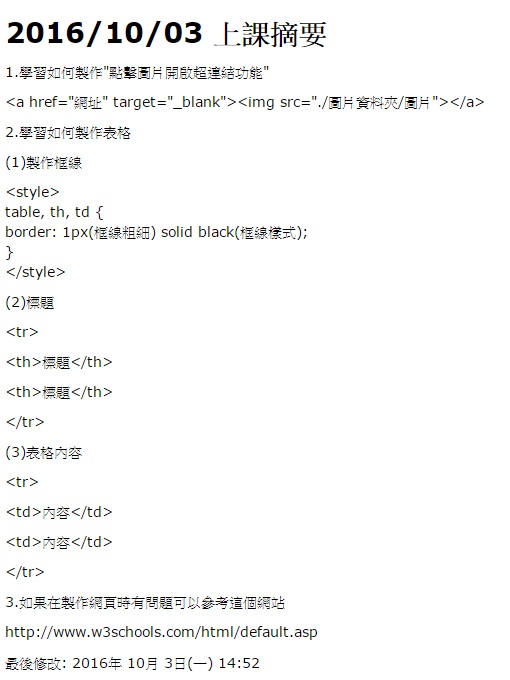 2016/10/03 上課摘要
1.學習如何製作"點擊圖片開啟超連結功能"
<a href="網址" target="_blank"><img src="./圖片資料夾/圖片"></a>
2.學習如何製作表格
(1)製作框線
<style>
table, th, td {
border: 1px(框線粗細) solid black(框線樣式);
}
</style>
(2)標題
<tr>
<th>標題</th>
<th>標題</th>
</tr>
(3)表格內容
<tr>
<td>內容</td>
<td>內容</td>
</tr>
3.如果在製作網頁時有問題可以參考這個網站
http://www.w3schools.com/html/default.asp
最後修改: 2016年 10月 3日(一) 14:52